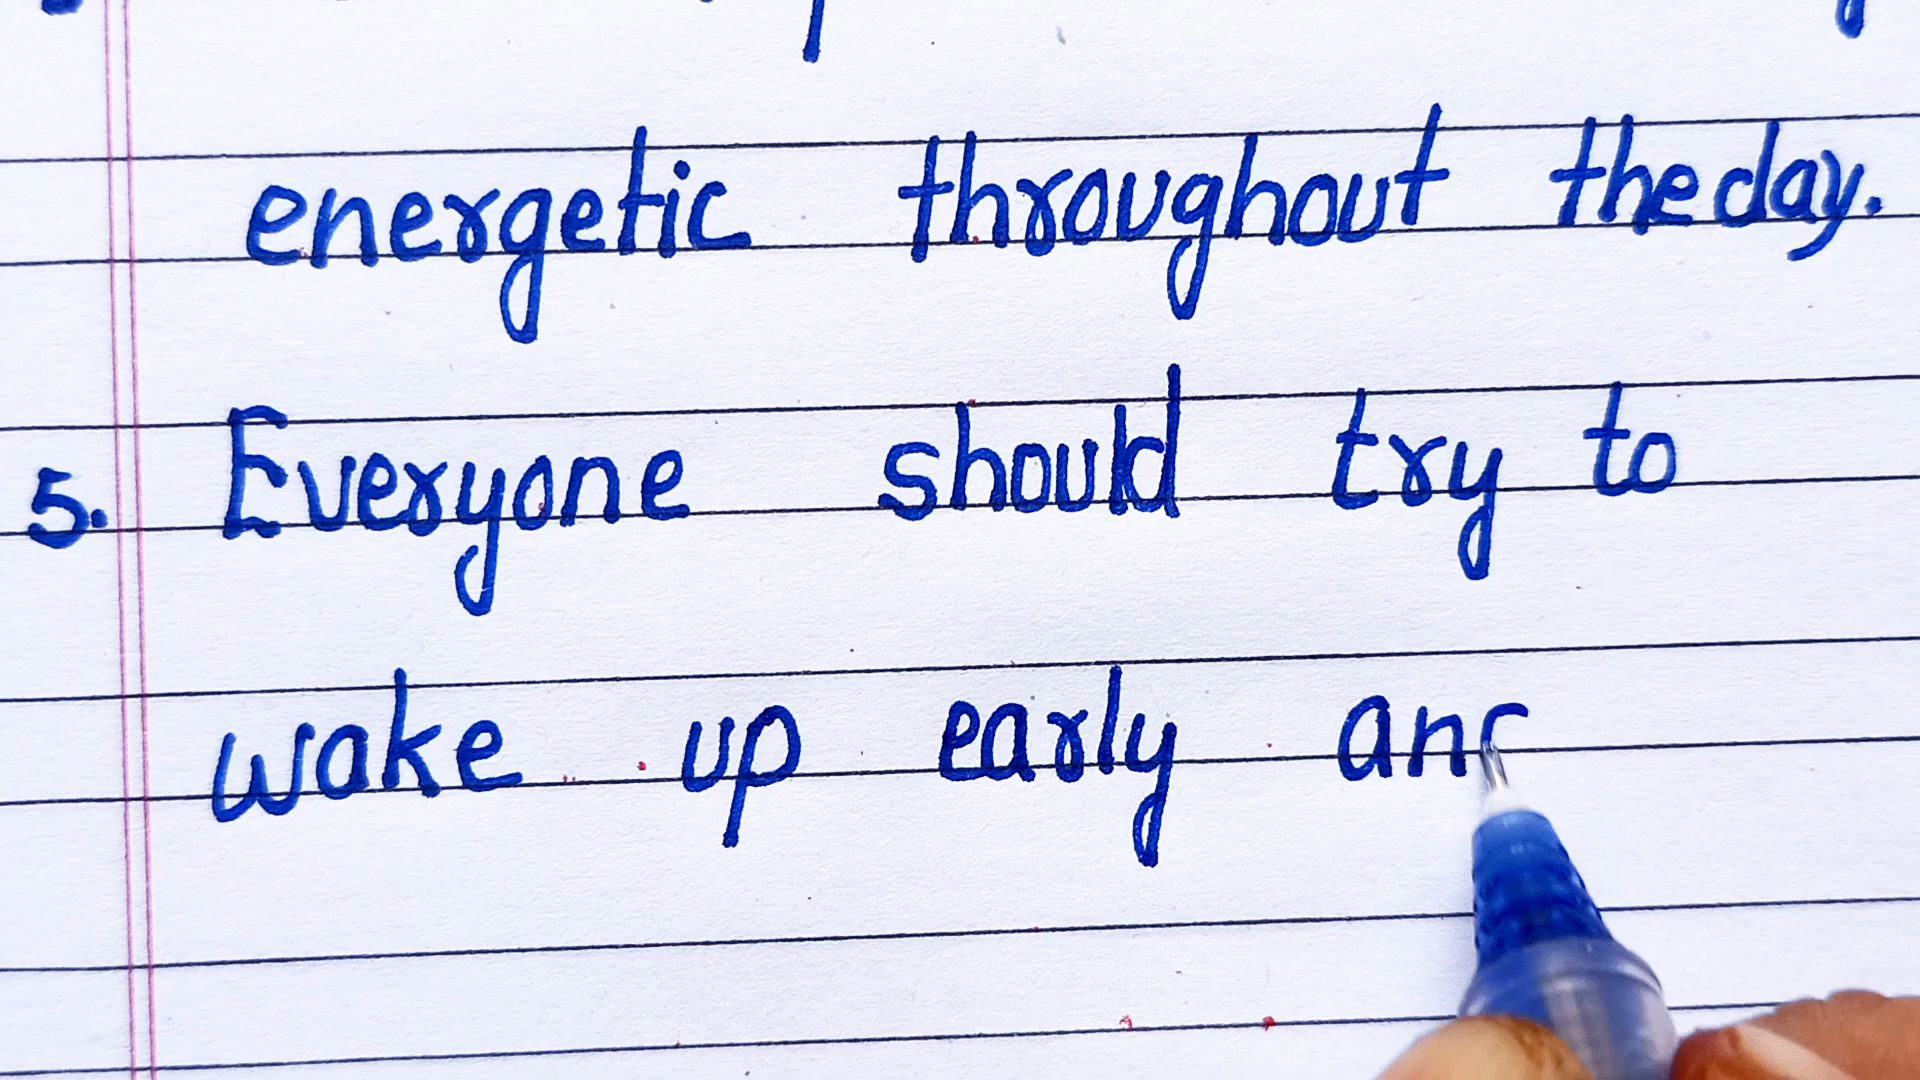 energetic throughout the day.
5. Everyone should try to
wake up early an